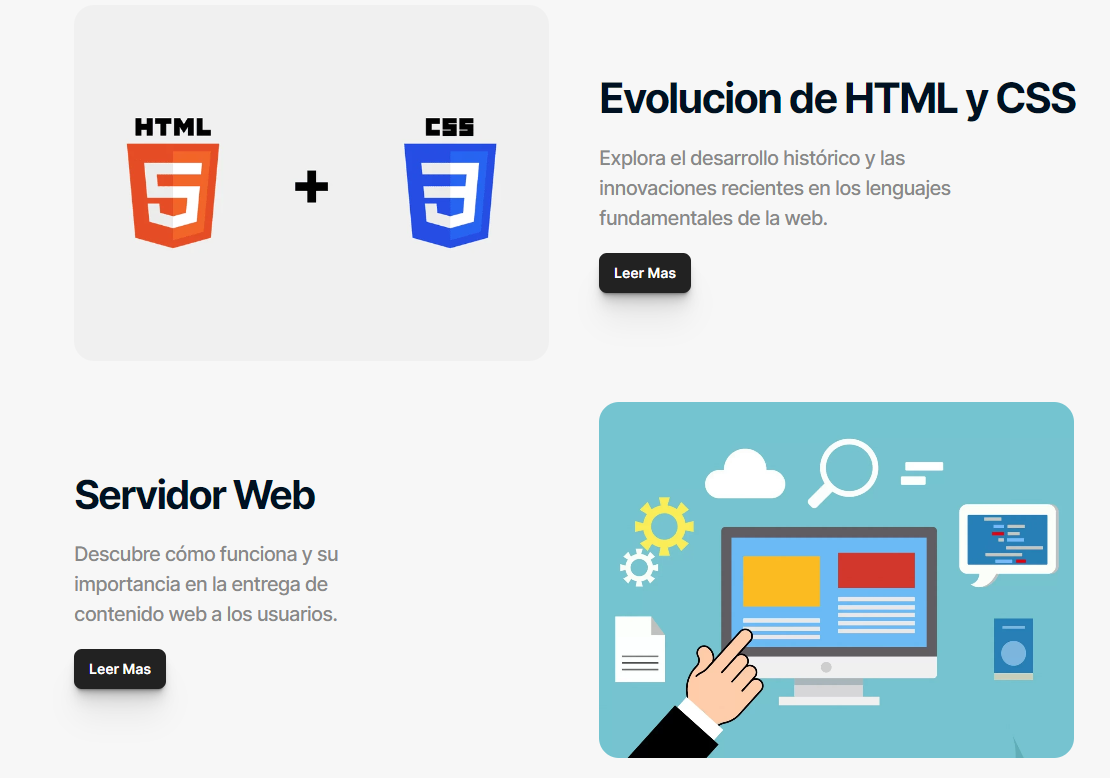 HTML
CSS
5
+
3
Evolucion de HTML y CSS
Explora el desarrollo histórico y las
innovaciones recientes en los lenguajes
fundamentales de la web.
Leer Mas
Servidor Web
Descubre cómo funciona y su
importancia en la entrega de
contenido web a los usuarios.
Leer Mas